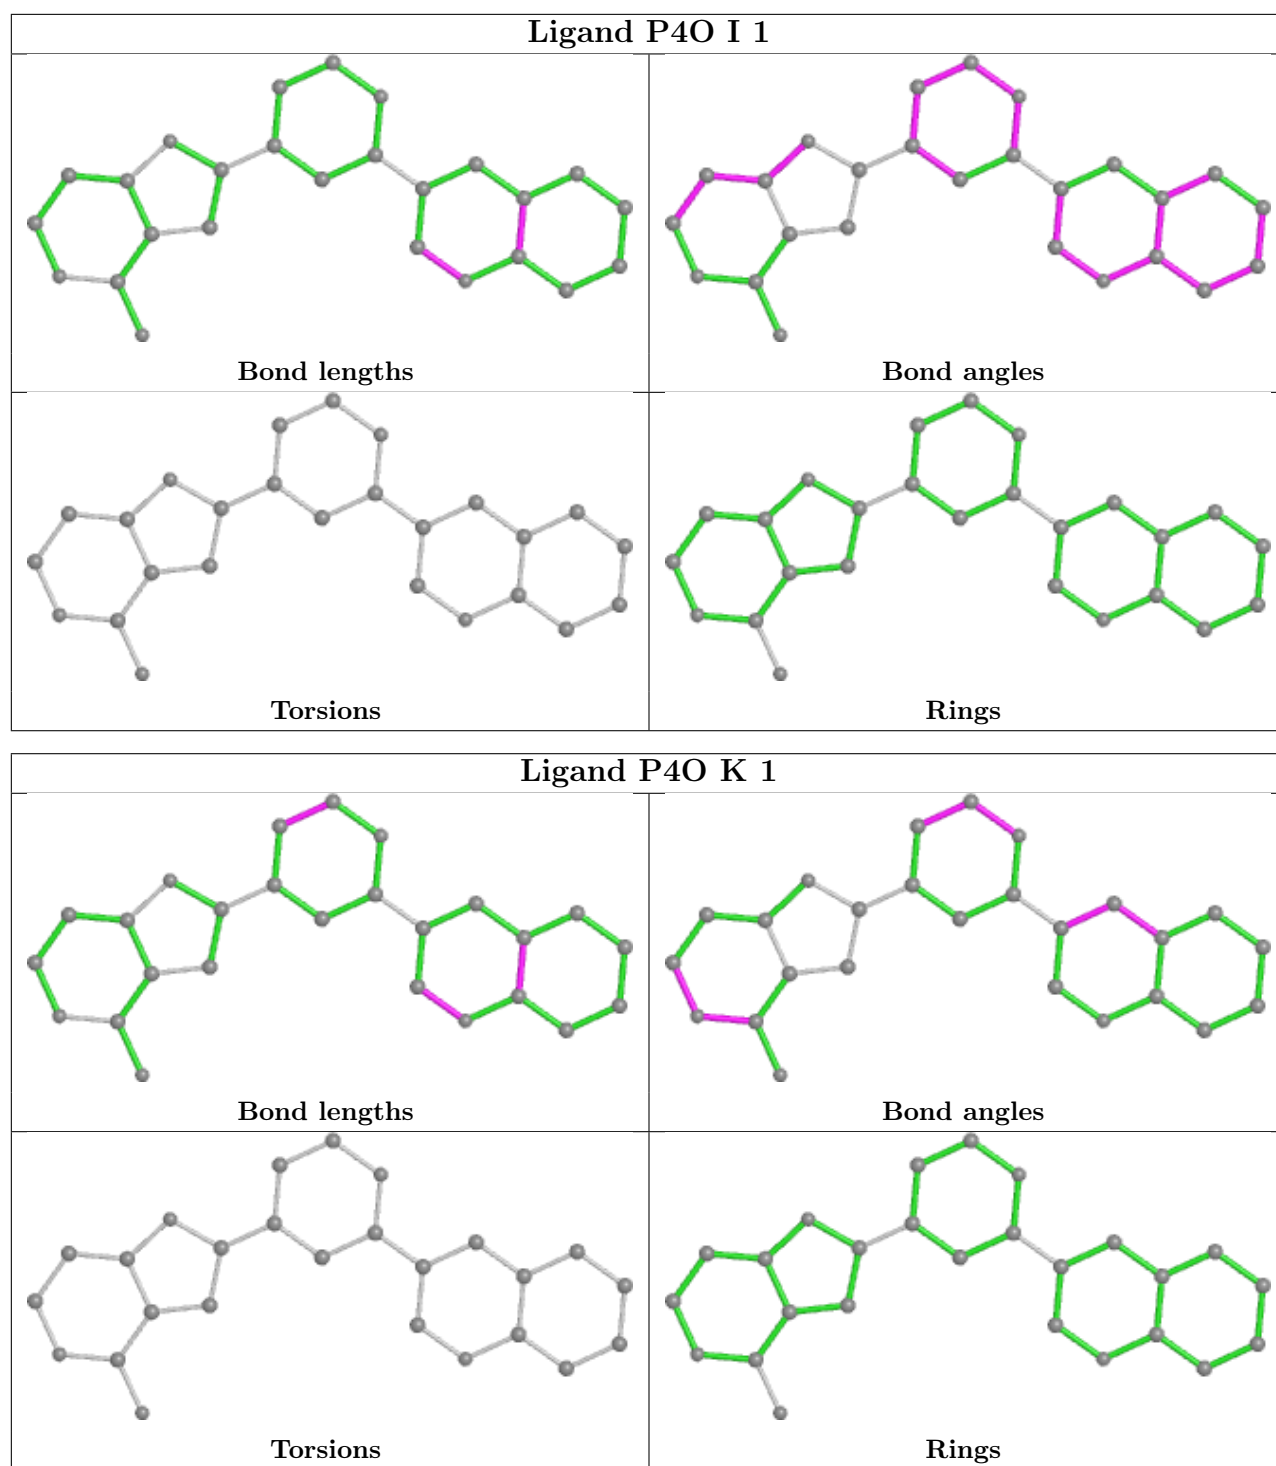 Ligand P4O I 1
Bond lengths
Bond angles
Torsions
Rings
Ligand P4O K 1
Bond lengths
Bond angles
Torsions
Rings